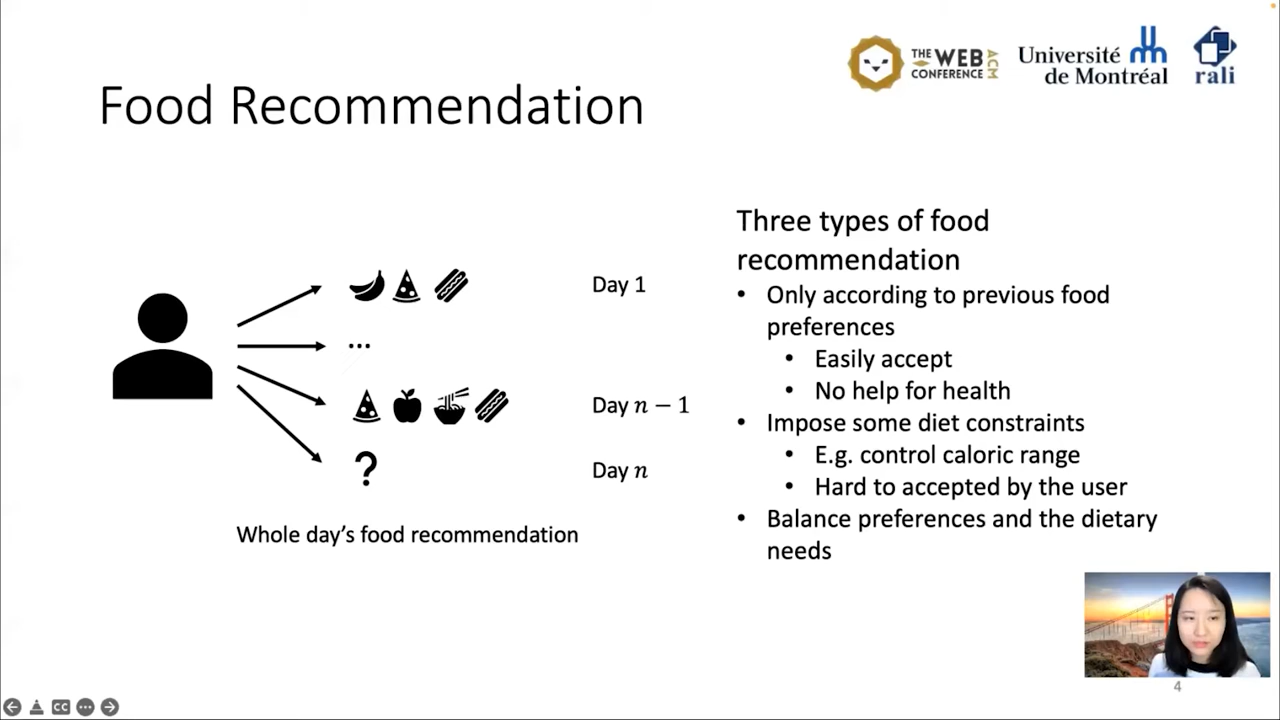 THE WEB
CONFERENCE
ACM
Université
de Montréal
rali
Food Recommendation
Day 1
...
Day n − 1
?
Day n
Whole day's food recommendation
Three types of food
recommendation
• Only according to previous food
preferences
• Easily accept
• No help for health
• Impose some diet constraints
• E.g. control caloric range
• Hard to accepted by the user
• Balance preferences and the dietary
needs
4
CC